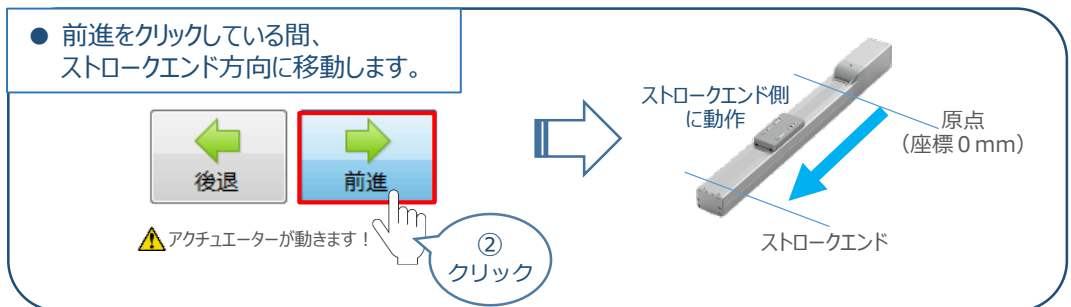 ● 前進をクリックしている間、
ストロークエンド方向に移動します。
後退
前進
アクチュエーターが動きます！
②
クリック
ストロークエンド側
に動作
原点
（座標０mm）
ストロークエンド